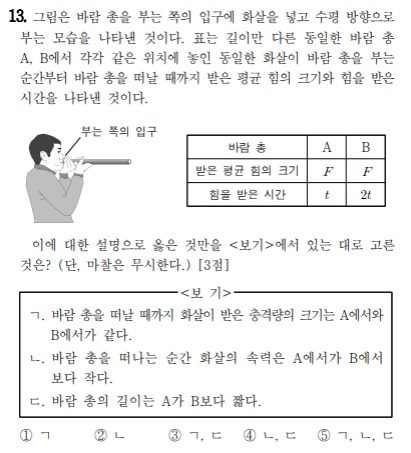 13. 그림은 바람 총을 부는 쪽의 입구에 화살을 넣고 수평 방향으로
부는 모습을 나타낸 것이다. 표는 길이만 다른 동일한 바람 총
A, B에서 각각 같은 위치에 놓인 동일한 화살이 바람 총을 부는
순간부터 바람 총을 떠날 때까지 받은 평균 힘의 크기와 힘을 받은
시간을 나타낸 것이다.
부는 쪽의 입구
바람 총 A B
받은 평균 힘의 크기 F F
힘을 받은 시간 t 2t
이에 대한 설명으로 옳은 것만을 <보기>에서 있는 대로 고른
것은? (단, 마찰은 무시한다.) [3점]
<보 기>
ㄱ. 바람 총을 떠날 때까지 화살이 받은 충격량의 크기는 A에서와
B에서가 같다.
ㄴ. 바람 총을 떠나는 순간 화살의 속력은 A에서가 B에서
보다 작다.
ㄷ. 바람 총의 길이는 A가 B보다 짧다.
① ㄱ ② ㄴ ③ ㄱ, ㄷ ④ ㄴ, ㄷ ⑤ ㄱ, ㄴ, ㄷ